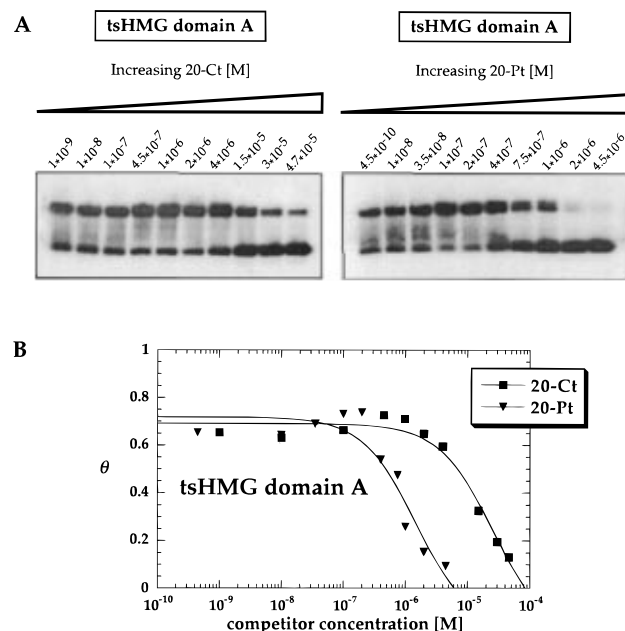 A
tsHMG domain A
tsHMG domain A
Increasing 20-Ct [M]
Increasing 20-Pt [M]
1*10-9 1*10-8 1*10-7 4.5*10-7 1*10-6 2*10-6 4*10-6 1.5*10-5 3*10-5 4.7*10-5
4.5*10-10 1*10-8 3.5*10-8 1*10-7 2*10-7 4*10-7 7.5*10-7 1*10-6 2*10-6 4.5*10-6
B
1
0.8
0.6
0.4
0.2
0
θ
tsHMG domain A
20-Ct
20-Pt
10-10 10-9 10-8 10-7 10-6 10-5 10-4
competitor concentration [M]